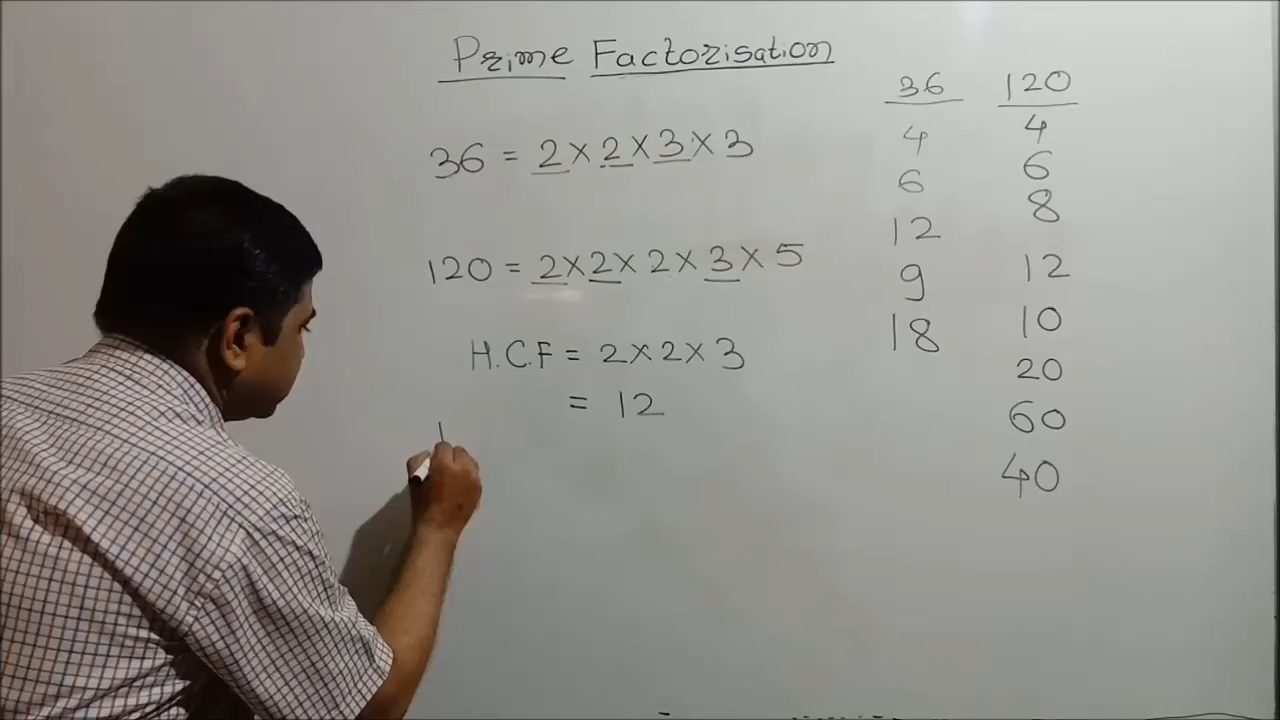 Prime Factorisation
36 = 2 × 2 × 3 × 3
120 = 2 × 2 × 2 × 3 × 5
H.C.F = 2 × 2 × 3
= 12
36 120
4 4
6 6
12 8
9 12
18 10
20
60
40